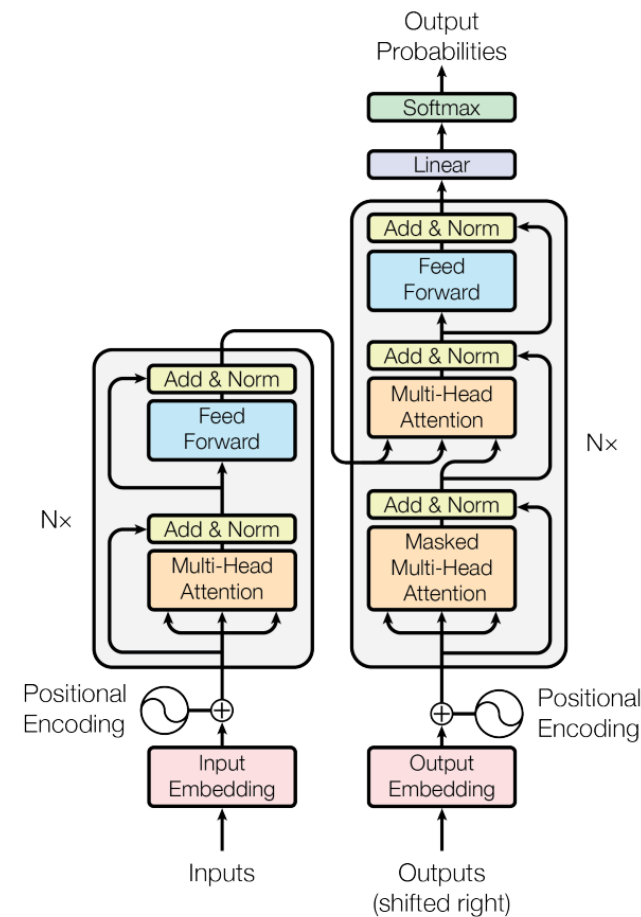 Output
Probabilities
Softmax
Linear
Add & Norm
Feed
Forward
Add & Norm
Multi-Head
Attention
Add & Norm
Masked
Multi-Head
Attention
N×
Add & Norm
Feed
Forward
Add & Norm
Multi-Head
Attention
N×
Positional
Encoding
Positional
Encoding
Input
Embedding
Output
Embedding
Inputs
Outputs
(shifted right)